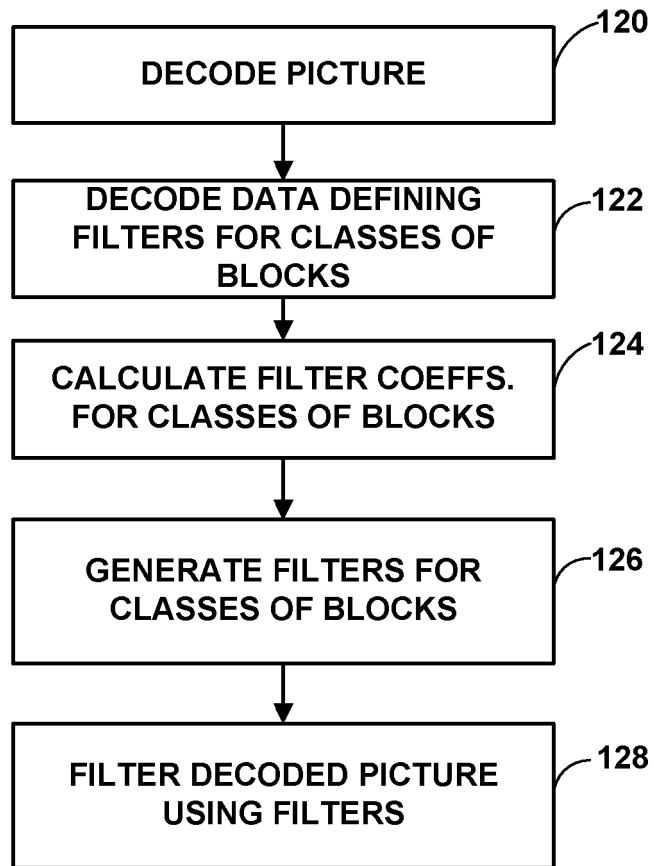 120
DECODE PICTURE
122
DECODE DATA DEFINING
FILTERS FOR CLASSES OF
BLOCKS
124
CALCULATE FILTER COEFFS.
FOR CLASSES OF BLOCKS
126
GENERATE FILTERS FOR
CLASSES OF BLOCKS
128
FILTER DECODED PICTURE
USING FILTERS